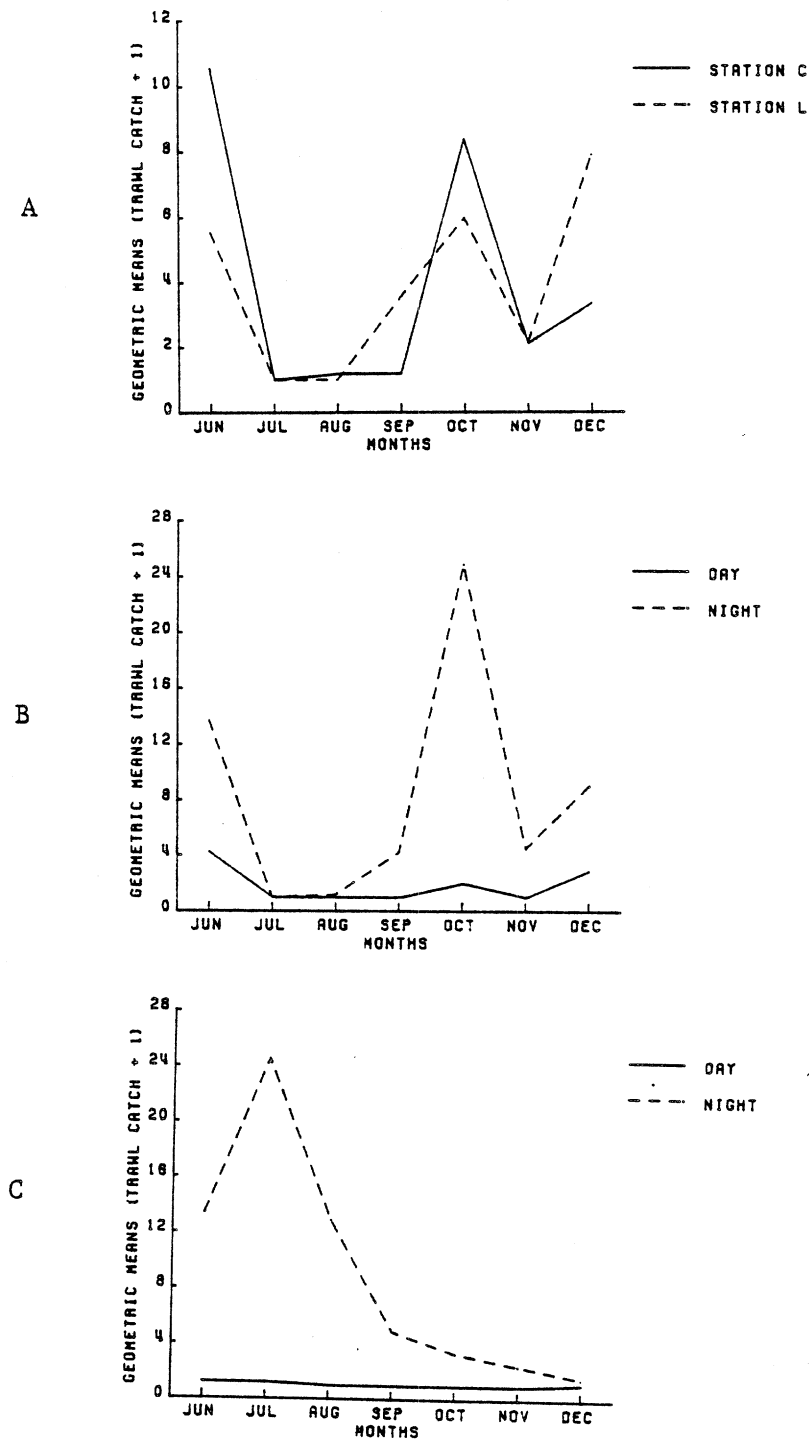 A
GEOMETRIC MEANS (TRAWL CATCH + 1)
12
10
8
6
4
2
0
JUN JUL AUG SEP OCT NOV DEC
MONTHS
STATION C
STATION L
B
GEOMETRIC MEANS (TRAWL CATCH + 1)
28
24
20
16
12
8
4
0
JUN JUL AUG SEP OCT NOV DEC
MONTHS
DAY
NIGHT
C
GEOMETRIC MEANS (TRAWL CATCH + 1)
28
24
20
16
12
8
4
0
JUN JUL AUG SEP OCT NOV DEC
MONTHS
DAY
NIGHT